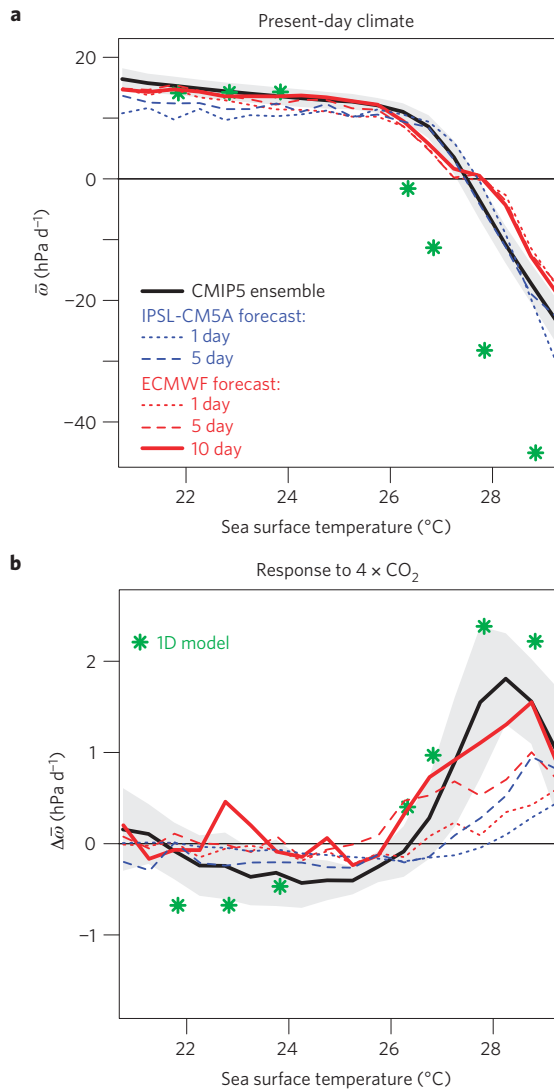 a
Present-day climate
20
0
−20
−40
ω̅ (hPa d⁻¹)
CMIP5 ensemble
IPSL-CM5A forecast:
1 day
5 day
ECMWF forecast:
1 day
5 day
10 day
22
24
26
28
Sea surface temperature (°C)
b
Response to 4 × CO₂
1D model
2
1
0
−1
Δω̅ (hPa d⁻¹)
22
24
26
28
Sea surface temperature (°C)